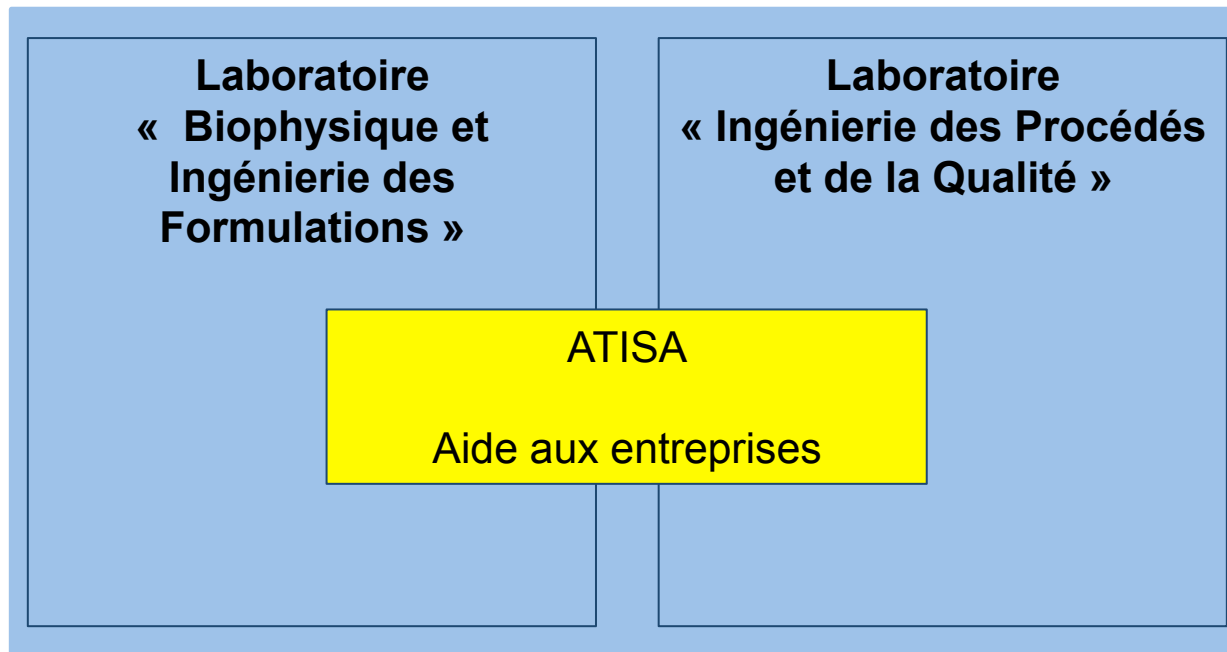 Laboratoire
«  Biophysique et
Ingénierie des
Formulations »
Laboratoire
« Ingénierie des Procédés
et de la Qualité »
ATISA
Aide aux entreprises